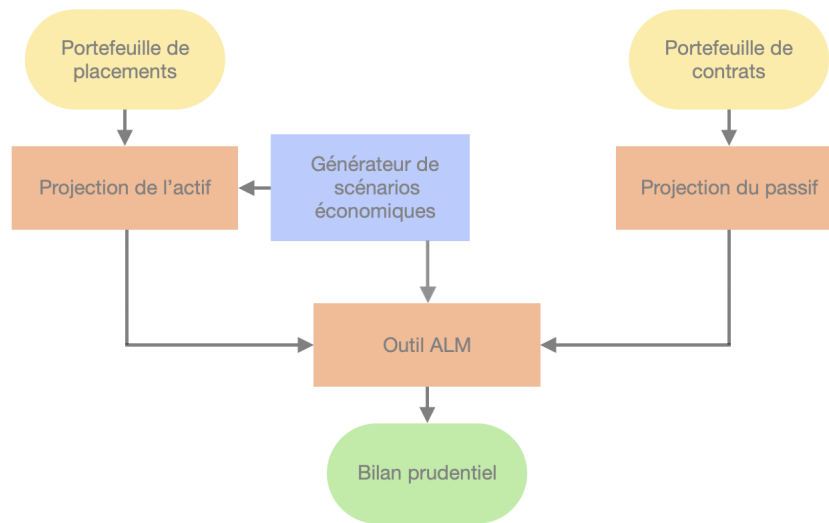 Portefeuille de
placements
Portefeuille de
contrats
Projection de l’actif
Générateur de
scénarios
économiques
Projection du passif
Outil ALM
Bilan prudentiel